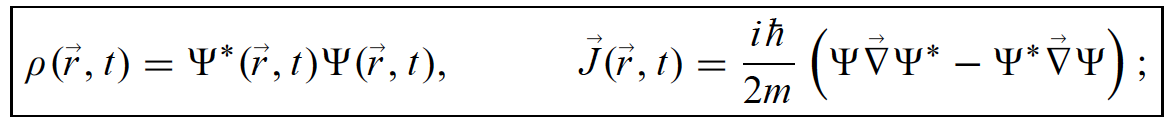 ρ(r⃗, t) = Ψ*(r⃗, t)Ψ(r⃗, t), J⃗(r⃗, t) = iħ/2m (Ψ∇⃗Ψ* − Ψ*∇⃗Ψ) ;